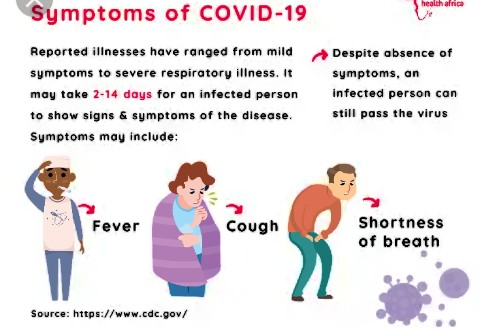 Symptoms of COVID-19
health africa
Reported illnesses have ranged from mild
symptoms to severe respiratory illness. It
may take 2-14 days for an infected person
to show signs & symptoms of the disease.
Symptoms may include:
Despite absence of
symptoms, an
infected person can
still pass the virus
Fever
Cough
Shortness
of breath
Source: https://www.cdc.gov/